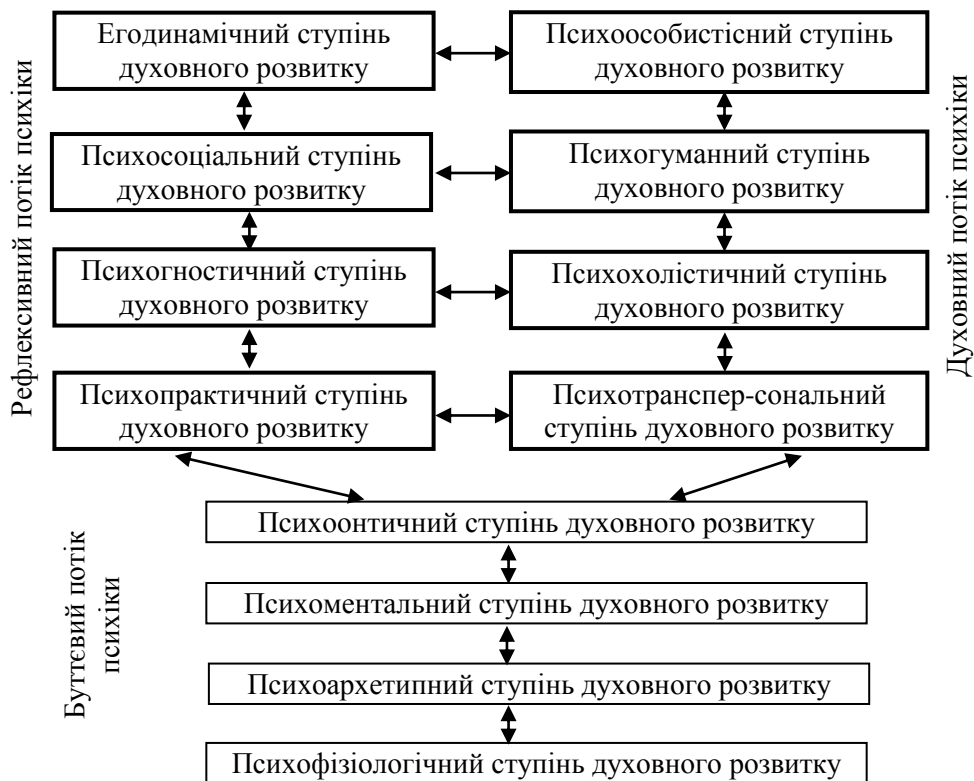 Егодинамічний ступінь
духовного розвитку
Психоособистісний ступінь
духовного розвитку
Психосоціальний ступінь
духовного розвитку
Психогуманний ступінь
духовного розвитку
Психогностичний ступінь
духовного розвитку
Психохолістичний ступінь
духовного розвитку
Психопрактичний ступінь
духовного розвитку
Психотранспер-сональний
ступінь духовного розвитку
Рефлексивний потік психіки
Духовний потік психіки
Психоонтичний ступінь духовного розвитку
Психоментальний ступінь духовного розвитку
Психоархетипний ступінь духовного розвитку
Психофізіологічний ступінь духовного розвитку
Буттєвий потік
психіки